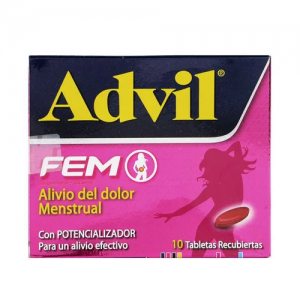 Advil®
FEM
Alivio del dolor
Menstrual
Con POTENCIALIZADOR
Para un alivio efectivo
10 Tabletas Recubiertas